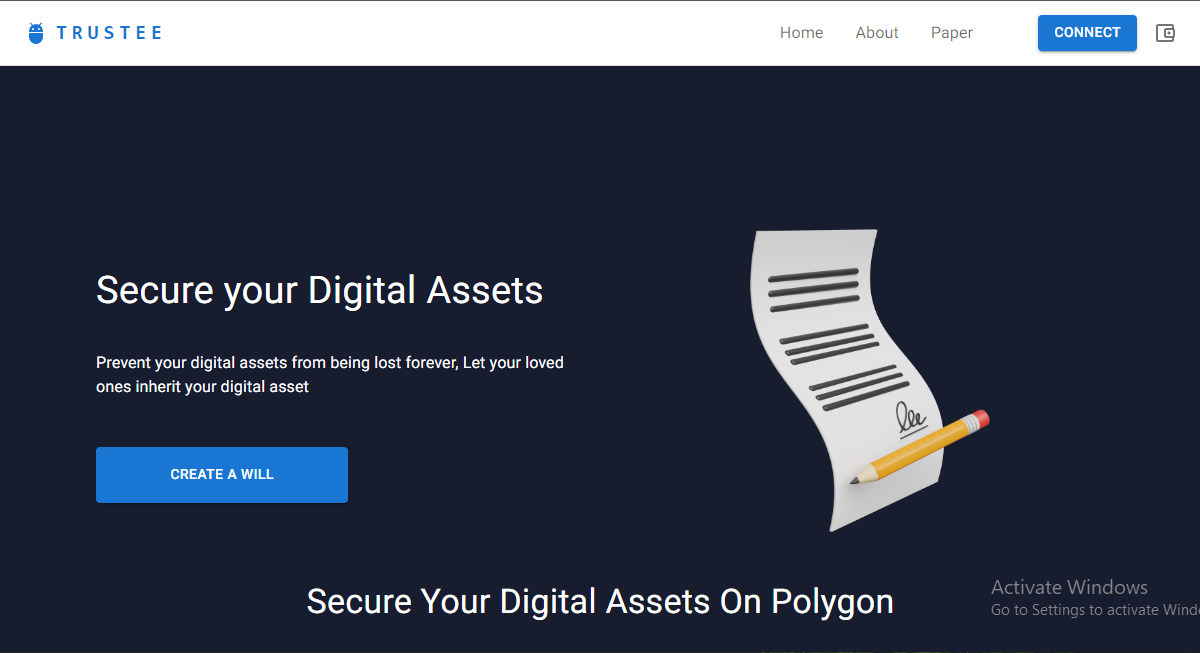 TRUSTEE
Home
About
Paper
CONNECT
Secure your Digital Assets
Prevent your digital assets from being lost forever, Let your loved
ones inherit your digital asset
CREATE A WILL
Secure Your Digital Assets On Polygon
Activate Windows
Go to Settings to activate Wind